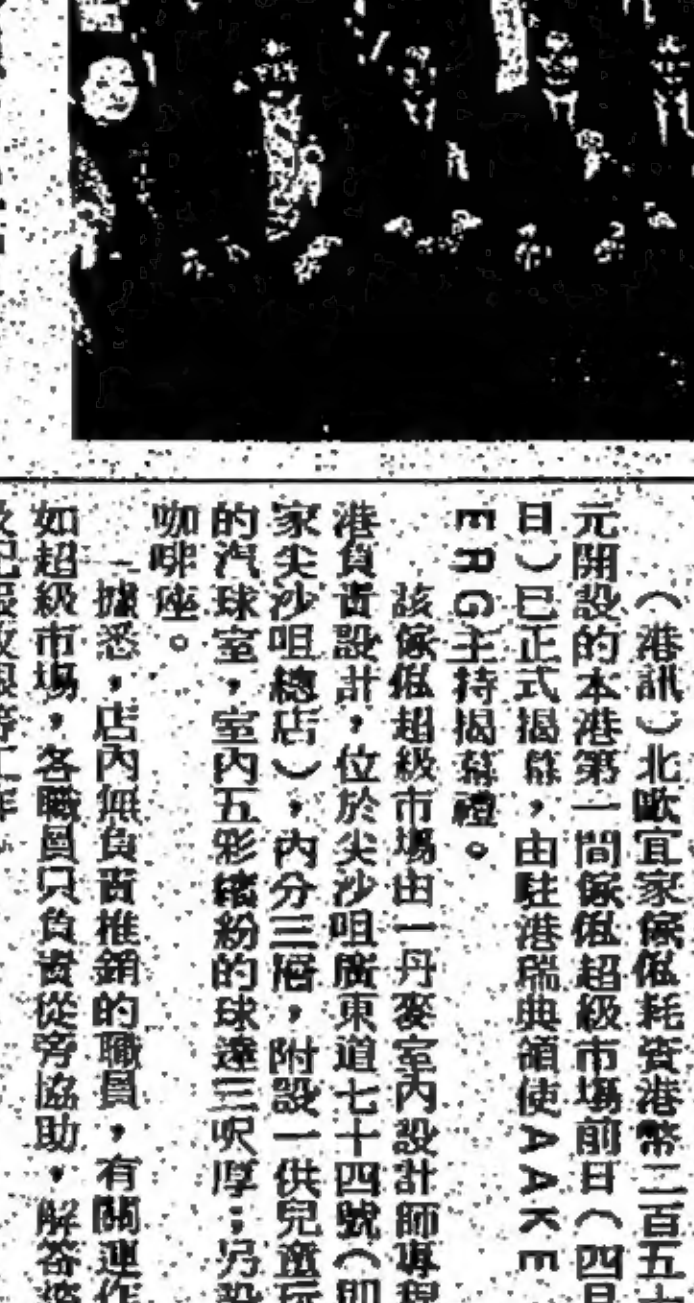 （港訊）北歐宜家傢俬耗資港幣二百五十
元開設的本港第一間傢俬超級市場前日（四月
日）已正式揭幕，由駐港瑞典領使AAKE
ERG主持揭幕禮。
該傢俬超級市場由一丹麥室內設計師專程
港負責設計，位於尖沙咀廣東道七十四號（即
家尖沙咀總店），內分三層，附設一供兒童玩
的汽球室，室內五彩繽紛的球達三呎厚；另設
咖啡座。
據悉，店內無負責推銷的職員，有關運作
如超級市場，各職員只負責從旁協助，解答